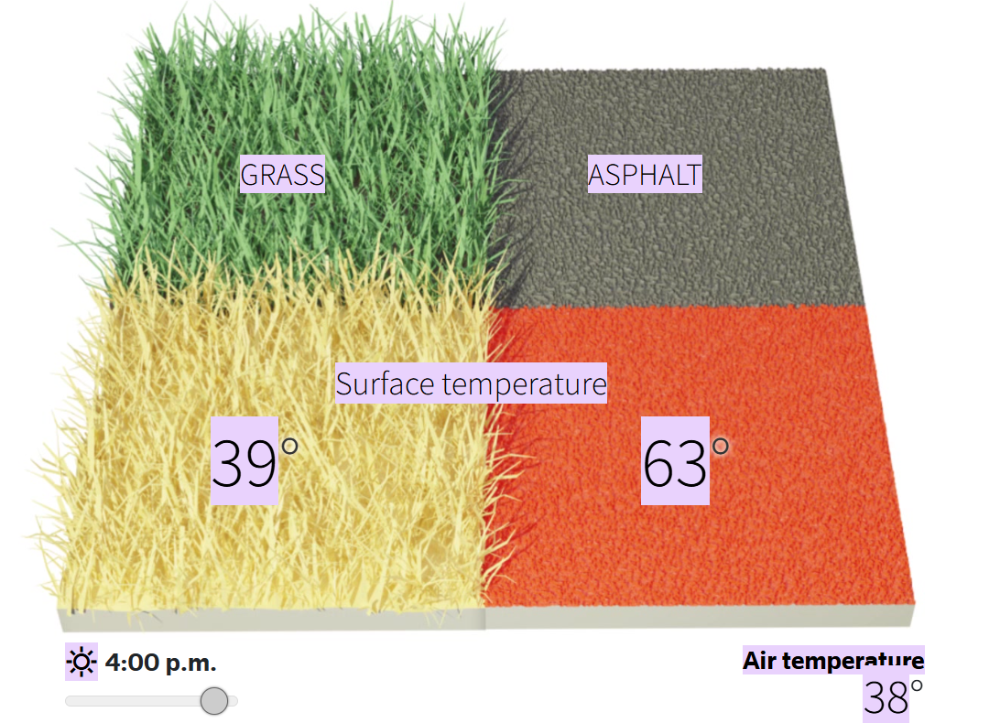 GRASS
ASPHALT
Surface temperature
39°
63°
4:00 p.m.
Air temperature
38°